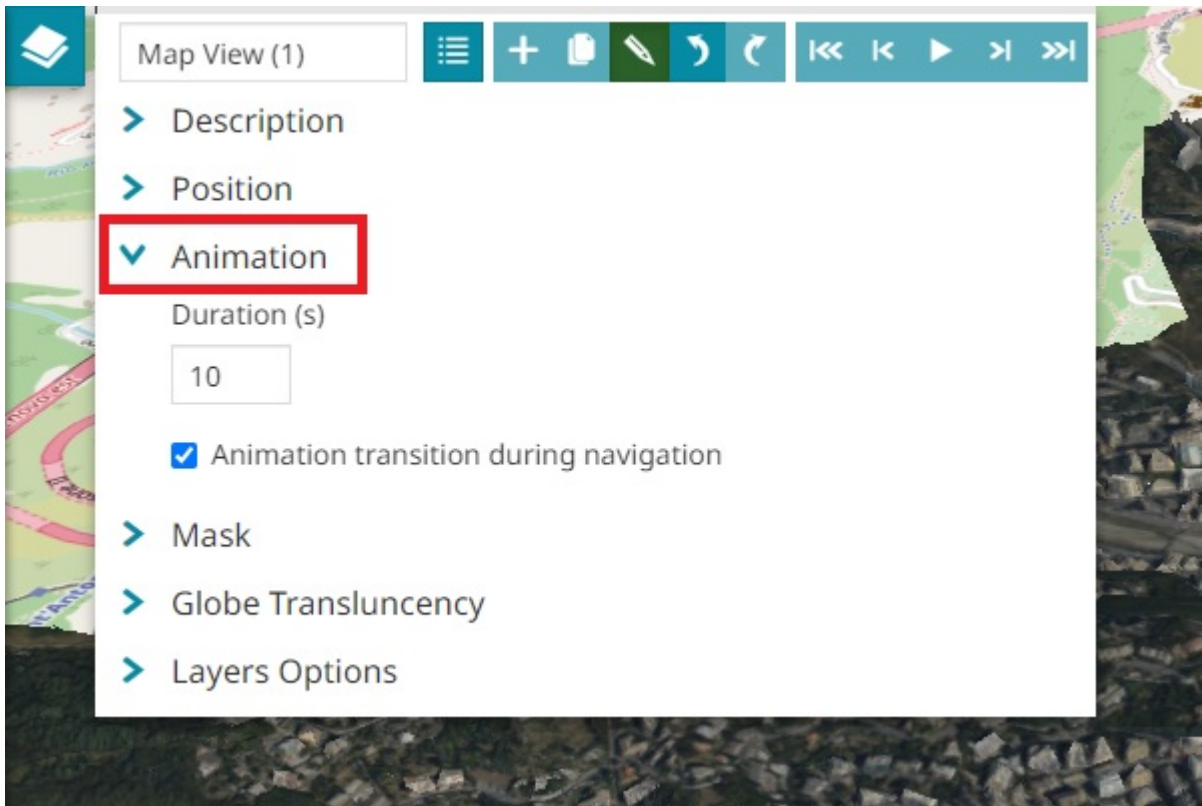 Map View (1)
Description
Position
Animation
Duration (s)
10
Animation transition during navigation
Mask
Globe Transluncency
Layers Options